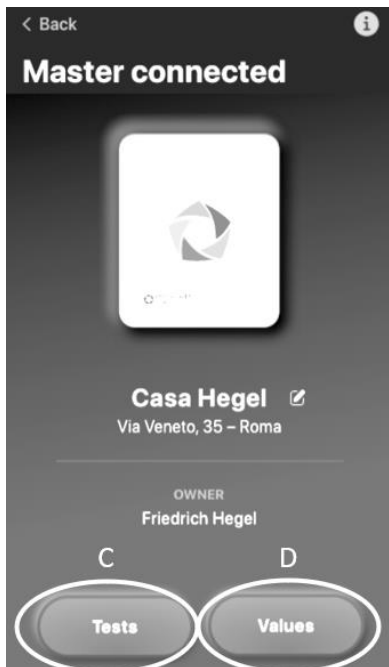 < Back
Master connected
Casa Hegel
Via Veneto, 35 – Roma
OWNER
Friedrich Hegel
C D
Tests Values